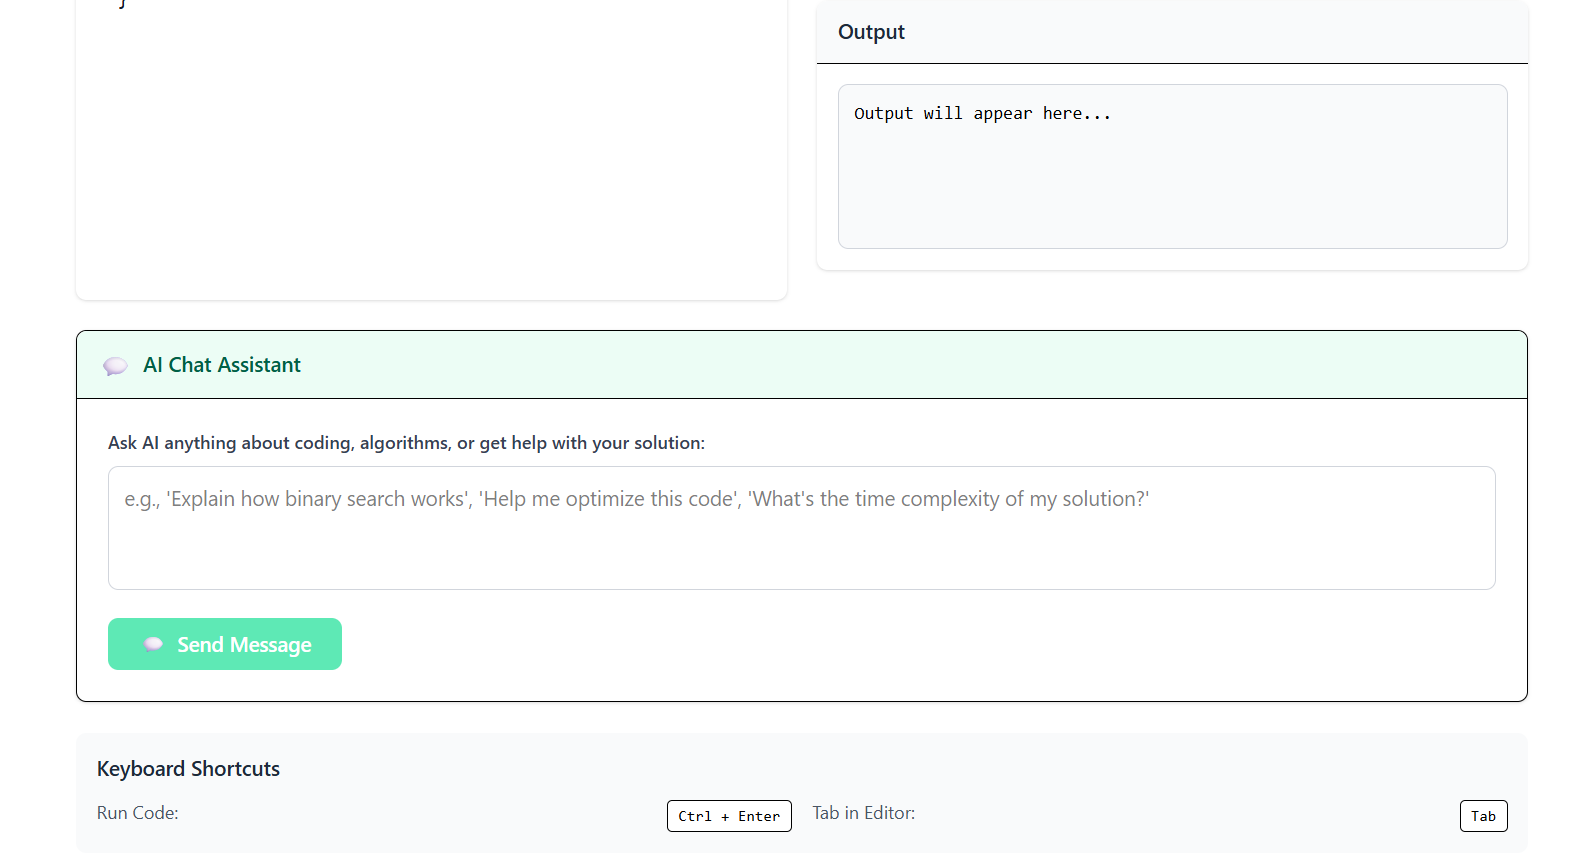 }
Output
Output will appear here...
AI Chat Assistant
Ask AI anything about coding, algorithms, or get help with your solution:
e.g., 'Explain how binary search works', 'Help me optimize this code', 'What's the time complexity of my solution?'
Send Message
Keyboard Shortcuts
Run Code: Ctrl + Enter Tab in Editor: Tab